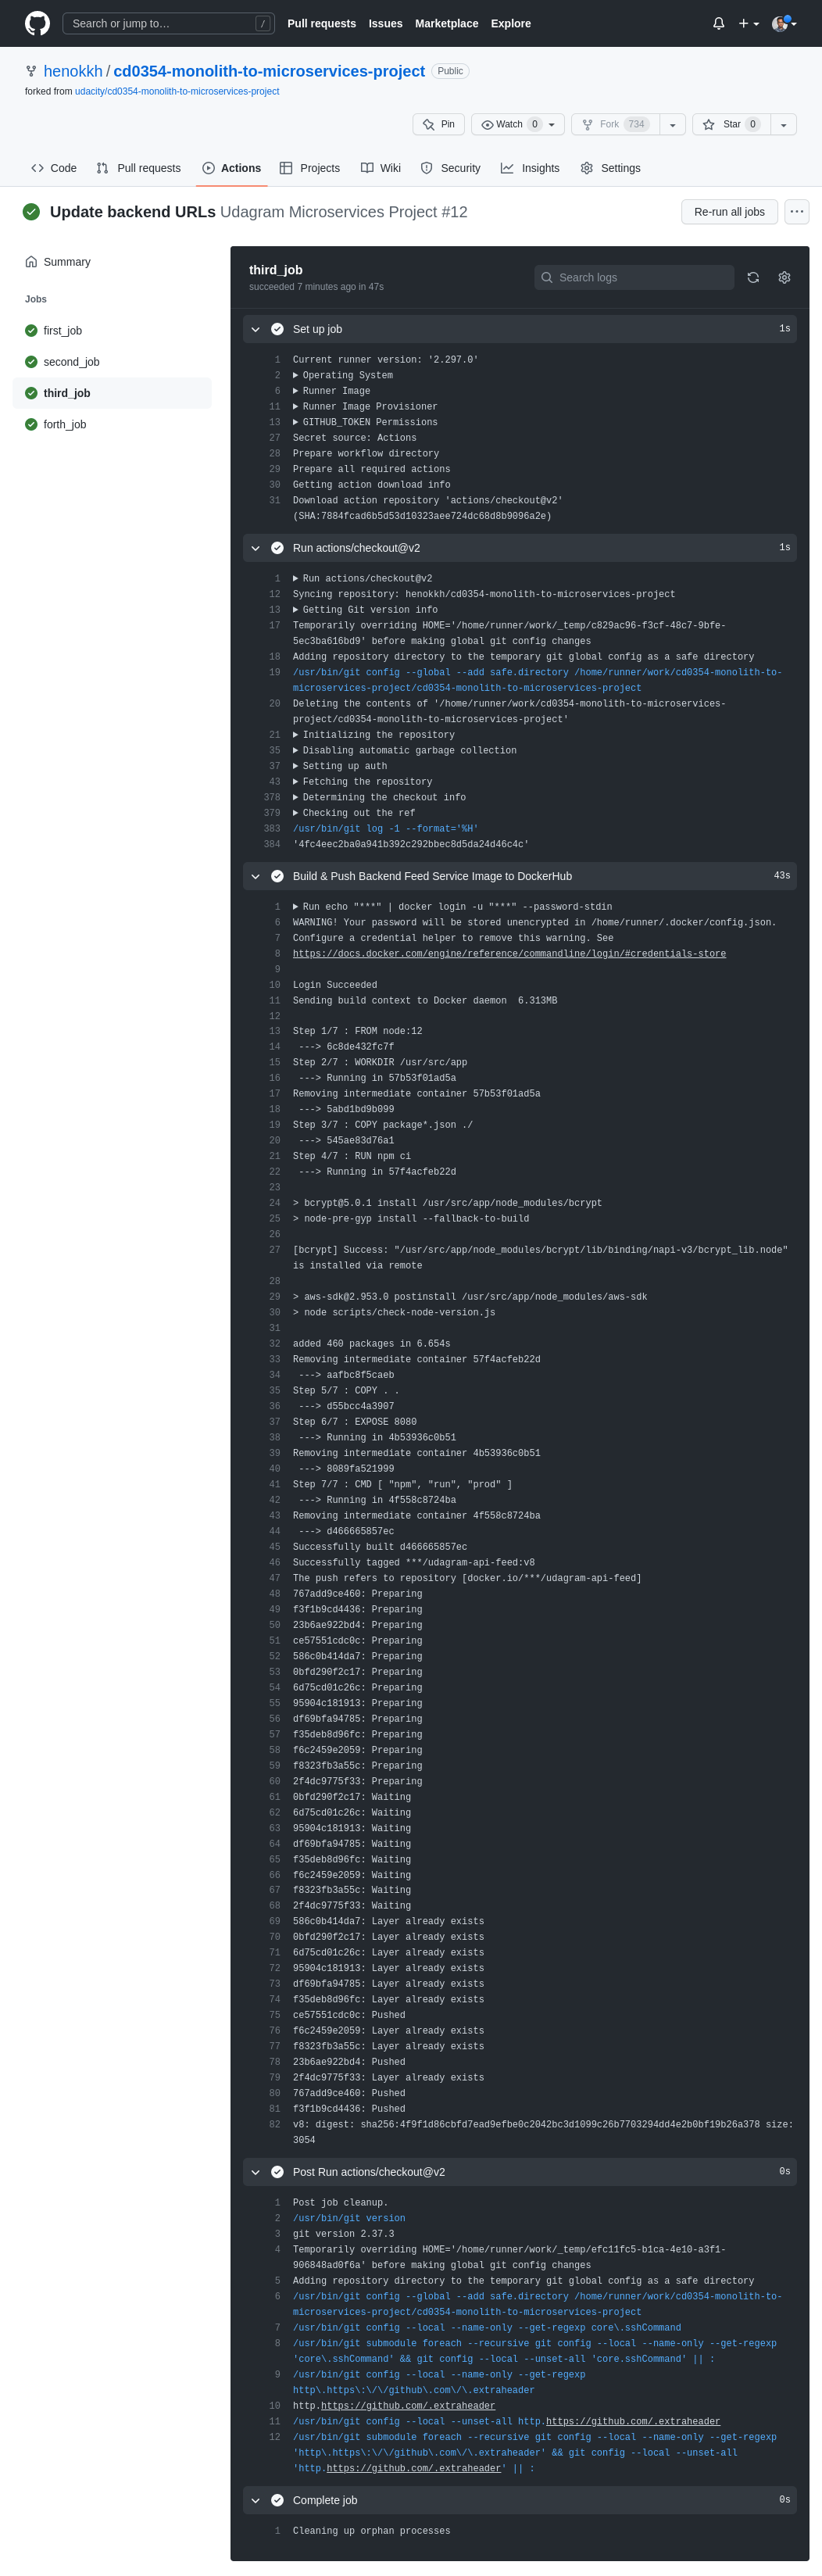 Search or jump to… /
Pull requests Issues Marketplace Explore
henokkh / cd0354-monolith-to-microservices-project Public
forked from udacity/cd0354-monolith-to-microservices-project
Pin Watch 0 Fork 734 Star 0
Code Pull requests Actions Projects Wiki Security Insights Settings
Update backend URLs Udagram Microservices Project #12
Re-run all jobs
Summary
Jobs
first_job
second_job
third_job
forth_job
third_job
succeeded 7 minutes ago in 47s
Search logs
Set up job 1s
1 Current runner version: '2.297.0'
2 ▶ Operating System
6 ▶ Runner Image
11 ▶ Runner Image Provisioner
13 ▶ GITHUB_TOKEN Permissions
27 Secret source: Actions
28 Prepare workflow directory
29 Prepare all required actions
30 Getting action download info
31 Download action repository 'actions/checkout@v2'
(SHA:7884fcad6b5d53d10323aee724dc68d8b9096a2e)
Run actions/checkout@v2 1s
1 ▶ Run actions/checkout@v2
12 Syncing repository: henokkh/cd0354-monolith-to-microservices-project
13 ▶ Getting Git version info
17 Temporarily overriding HOME='/home/runner/work/_temp/c829ac96-f3cf-48c7-9bfe-
5ec3ba616bd9' before making global git config changes
18 Adding repository directory to the temporary git global config as a safe directory
19 /usr/bin/git config --global --add safe.directory /home/runner/work/cd0354-monolith-to-
microservices-project/cd0354-monolith-to-microservices-project
20 Deleting the contents of '/home/runner/work/cd0354-monolith-to-microservices-
project/cd0354-monolith-to-microservices-project'
21 ▶ Initializing the repository
35 ▶ Disabling automatic garbage collection
37 ▶ Setting up auth
43 ▶ Fetching the repository
378 ▶ Determining the checkout info
379 ▶ Checking out the ref
383 /usr/bin/git log -1 --format='%H'
384 '4fc4eec2ba0a941b392c292bbec8d5da24d46c4c'
Build & Push Backend Feed Service Image to DockerHub 43s
1 ▶ Run echo "***" | docker login -u "***" --password-stdin
6 WARNING! Your password will be stored unencrypted in /home/runner/.docker/config.json.
7 Configure a credential helper to remove this warning. See
8 https://docs.docker.com/engine/reference/commandline/login/#credentials-store
9
10 Login Succeeded
11 Sending build context to Docker daemon  6.313MB
12
13 Step 1/7 : FROM node:12
14  ---> 6c8de432fc7f
15 Step 2/7 : WORKDIR /usr/src/app
16  ---> Running in 57b53f01ad5a
17 Removing intermediate container 57b53f01ad5a
18  ---> 5abd1bd9b099
19 Step 3/7 : COPY package*.json ./
20  ---> 545ae83d76a1
21 Step 4/7 : RUN npm ci
22  ---> Running in 57f4acfeb22d
23
24 > bcrypt@5.0.1 install /usr/src/app/node_modules/bcrypt
25 > node-pre-gyp install --fallback-to-build
26
27 [bcrypt] Success: "/usr/src/app/node_modules/bcrypt/lib/binding/napi-v3/bcrypt_lib.node"
is installed via remote
28
29 > aws-sdk@2.953.0 postinstall /usr/src/app/node_modules/aws-sdk
30 > node scripts/check-node-version.js
31
32 added 460 packages in 6.654s
33 Removing intermediate container 57f4acfeb22d
34  ---> aafbc8f5caeb
35 Step 5/7 : COPY . .
36  ---> d55bcc4a3907
37 Step 6/7 : EXPOSE 8080
38  ---> Running in 4b53936c0b51
39 Removing intermediate container 4b53936c0b51
40  ---> 8089fa521999
41 Step 7/7 : CMD [ "npm", "run", "prod" ]
42  ---> Running in 4f558c8724ba
43 Removing intermediate container 4f558c8724ba
44  ---> d466665857ec
45 Successfully built d466665857ec
46 Successfully tagged ***/udagram-api-feed:v8
47 The push refers to repository [docker.io/***/udagram-api-feed]
48 767add9ce460: Preparing
49 f3f1b9cd4436: Preparing
50 23b6ae922bd4: Preparing
51 ce57551cdc0c: Preparing
52 586c0b414da7: Preparing
53 0bfd290f2c17: Preparing
54 6d75cd01c26c: Preparing
55 95904c181913: Preparing
56 df69bfa94785: Preparing
57 f35deb8d96fc: Preparing
58 f6c2459e2059: Preparing
59 f8323fb3a55c: Preparing
60 2f4dc9775f33: Preparing
61 0bfd290f2c17: Waiting
62 6d75cd01c26c: Waiting
63 95904c181913: Waiting
64 df69bfa94785: Waiting
65 f35deb8d96fc: Waiting
66 f6c2459e2059: Waiting
67 f8323fb3a55c: Waiting
68 2f4dc9775f33: Waiting
69 586c0b414da7: Layer already exists
70 0bfd290f2c17: Layer already exists
71 6d75cd01c26c: Layer already exists
72 95904c181913: Layer already exists
73 df69bfa94785: Layer already exists
74 f35deb8d96fc: Layer already exists
75 ce57551cdc0c: Pushed
76 f6c2459e2059: Layer already exists
77 f8323fb3a55c: Layer already exists
78 23b6ae922bd4: Pushed
79 2f4dc9775f33: Layer already exists
80 767add9ce460: Pushed
81 f3f1b9cd4436: Pushed
82 v8: digest: sha256:4f9f1d86cbfd7ead9efbe0c2042bc3d1099c26b7703294dd4e2b0bf19b26a378 size:
3054
Post Run actions/checkout@v2 0s
1 Post job cleanup.
2 /usr/bin/git version
3 git version 2.37.3
4 Temporarily overriding HOME='/home/runner/work/_temp/efc11fc5-b1ca-4e10-a3f1-
906848ad0f6a' before making global git config changes
5 Adding repository directory to the temporary git global config as a safe directory
6 /usr/bin/git config --global --add safe.directory /home/runner/work/cd0354-monolith-to-
microservices-project/cd0354-monolith-to-microservices-project
7 /usr/bin/git config --local --name-only --get-regexp core\.sshCommand
8 /usr/bin/git submodule foreach --recursive git config --local --name-only --get-regexp
'core\.sshCommand' && git config --local --unset-all 'core.sshCommand' || :
9 /usr/bin/git config --local --name-only --get-regexp
http\.https\:\/\/github\.com\/\.extraheader
10 http.https://github.com/.extraheader
11 /usr/bin/git config --local --unset-all http.https://github.com/.extraheader
12 /usr/bin/git submodule foreach --recursive git config --local --name-only --get-regexp
'http\.https\:\/\/github\.com\/\.extraheader' && git config --local --unset-all
'http.https://github.com/.extraheader' || :
Complete job 0s
1 Cleaning up orphan processes